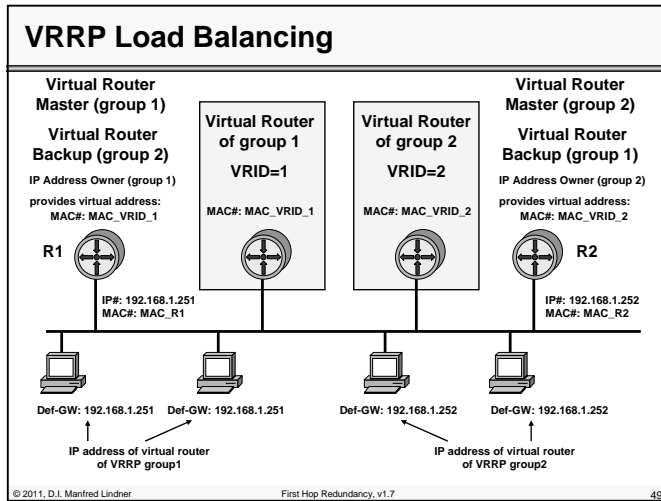 VRRP Load Balancing
Virtual Router
Master (group 1)
Virtual Router
Backup (group 2)
IP Address Owner (group 1)
provides virtual address:
MAC#: MAC_VRID_1
R1
IP#: 192.168.1.251
MAC#: MAC_R1
Virtual Router
of group 1
VRID=1
MAC#: MAC_VRID_1
Virtual Router
of group 2
VRID=2
MAC#: MAC_VRID_2
Virtual Router
Master (group 2)
Virtual Router
Backup (group 1)
IP Address Owner (group 2)
provides virtual address:
MAC#: MAC_VRID_2
R2
IP#: 192.168.1.252
MAC#: MAC_R2
Def-GW: 192.168.1.251
Def-GW: 192.168.1.251
Def-GW: 192.168.1.252
Def-GW: 192.168.1.252
IP address of virtual router
of VRRP group1
IP address of virtual router
of VRRP group2
© 2011, D.I. Manfred Lindner
First Hop Redundancy, v1.7
49